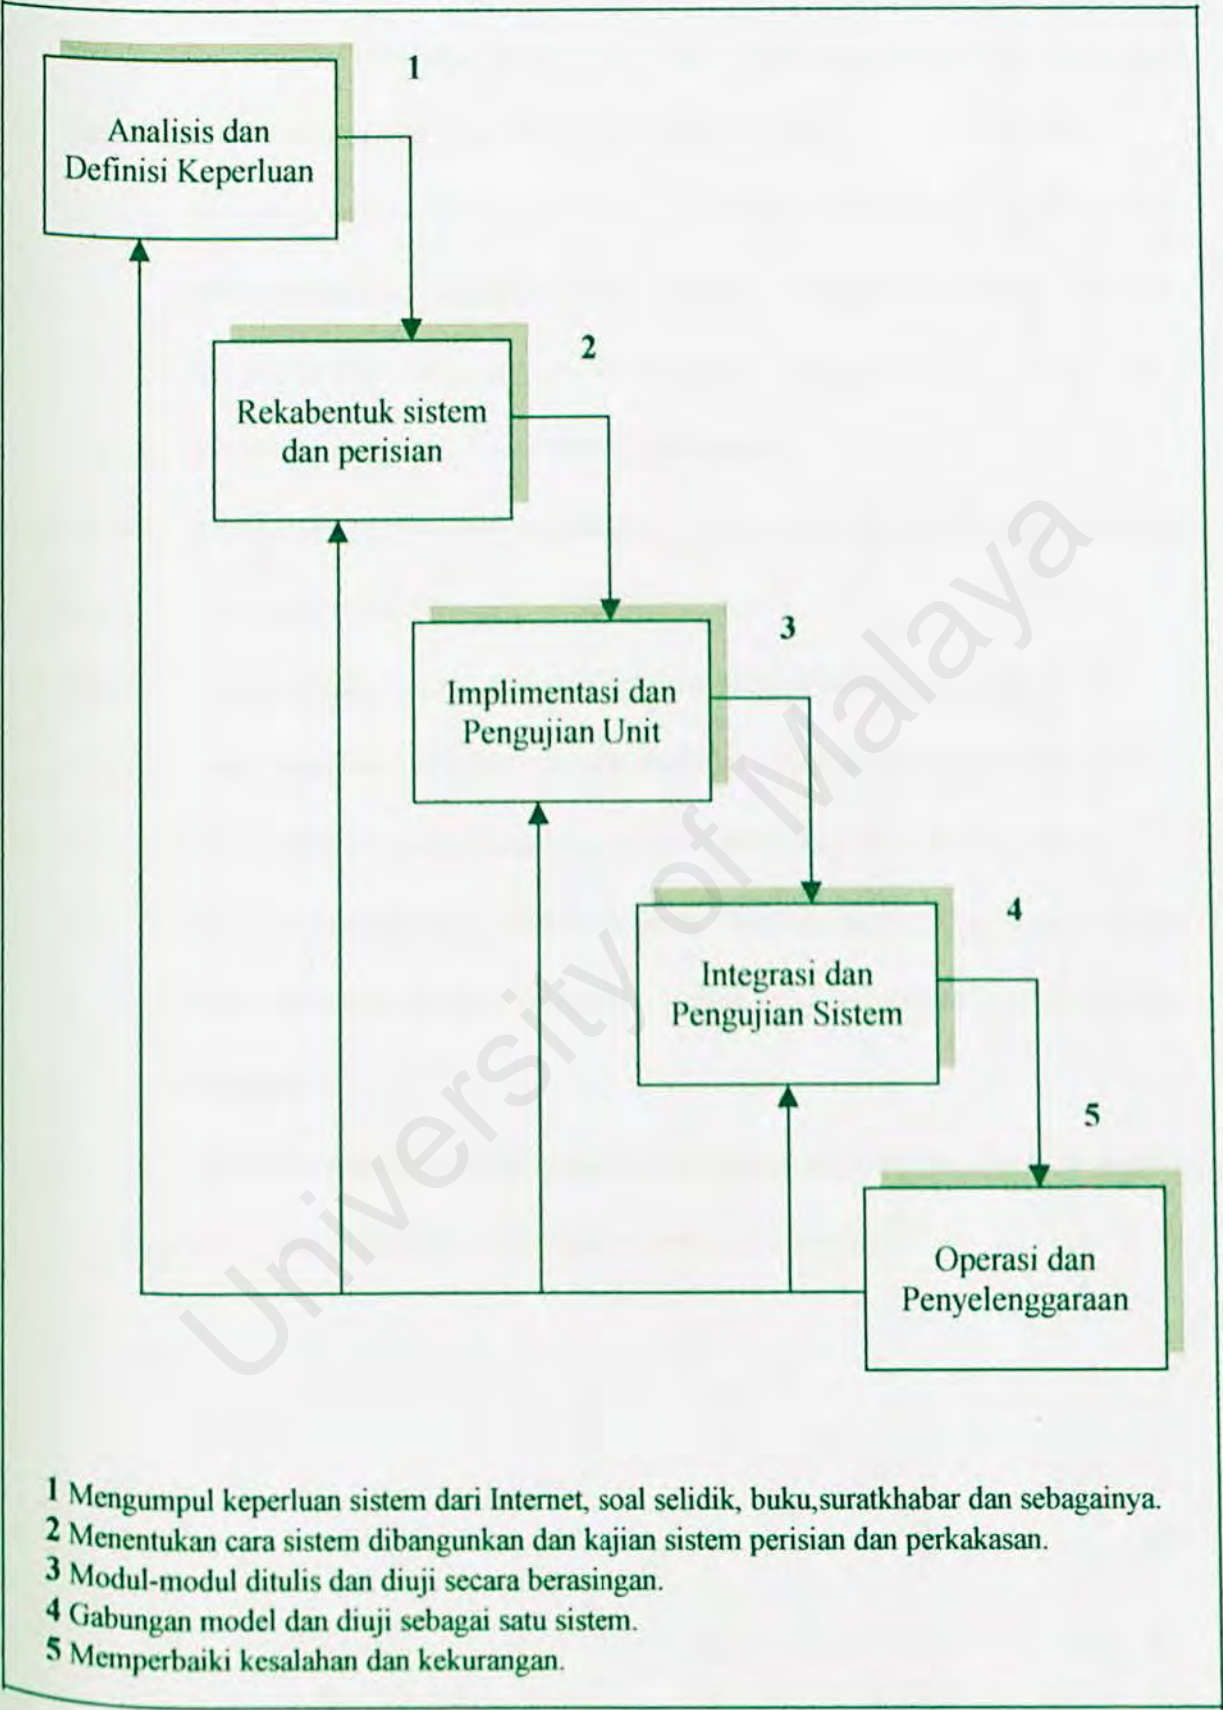 1
Analisis dan
Definisi Keperluan
2
Rekabentuk sistem
dan perisian
3
Implimentasi dan
Pengujian Unit
4
Integrasi dan
Pengujian Sistem
5
Operasi dan
Penyelenggaraan
University of Malaya
1 Mengumpul keperluan sistem dari Internet, soal selidik, buku,suratkhabar dan sebagainya.
2 Menentukan cara sistem dibangunkan dan kajian sistem perisian dan perkakasan.
3 Modul-modul ditulis dan diuji secara berasingan.
4 Gabungan model dan diuji sebagai satu sistem.
5 Memperbaiki kesalahan dan kekurangan.